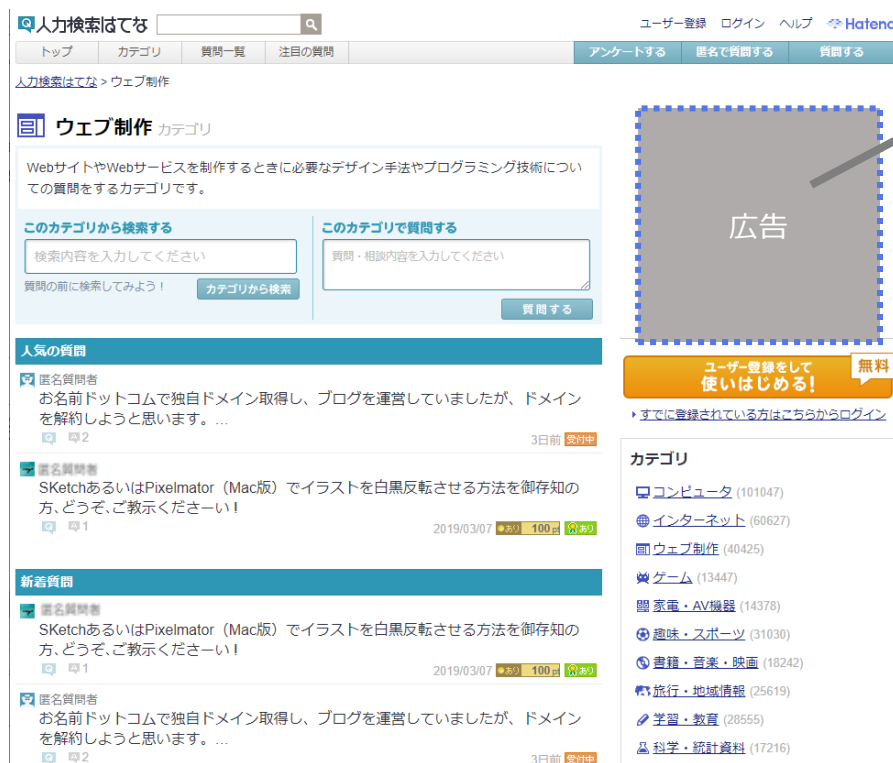 人力検索はてな
ユーザー登録 ログイン ヘルプ Hatena
トップ カテゴリ 質問一覧 注目の質問 アンケートする 匿名で質問する 質問する
人力検索はてな > ウェブ制作
ウェブ制作 カテゴリ
WebサイトやWebサービスを制作するときに必要なデザイン手法やプログラミング技術につい
ての質問をするカテゴリです。
このカテゴリから検索する
検索内容を入力してください
質問の前に検索してみよう！ カテゴリから検索
このカテゴリで質問する
質問・相談内容を入力してください
質問する
人気の質問
匿名質問者
お名前ドットコムで独自ドメイン取得し、ブログを運営していましたが、ドメイン
を解約しようと思います。…
2 3日前 受付中
匿名質問者
SKetchあるいはPixelmator（Mac版）でイラストを白黒反転させる方法を御存知の
方、どうぞ、ご教示くださーい！
1 2019/03/07 あり 100 pt あり
新着質問
匿名質問者
SKetchあるいはPixelmator（Mac版）でイラストを白黒反転させる方法を御存知の
方、どうぞ、ご教示くださーい！
1 2019/03/07 あり 100 pt あり
匿名質問者
お名前ドットコムで独自ドメイン取得し、ブログを運営していましたが、ドメイン
を解約しようと思います。…
2 3日前 受付中
広告
ユーザー登録をして
使いはじめる! 無料
すでに登録されている方はこちらからログイン
カテゴリ
コンピュータ (101047)
インターネット (60627)
ウェブ制作 (40425)
ゲーム (13447)
家電・AV機器 (14378)
趣味・スポーツ (31030)
書籍・音楽・映画 (18242)
旅行・地域情報 (25619)
学習・教育 (28555)
科学・統計資料 (17216)